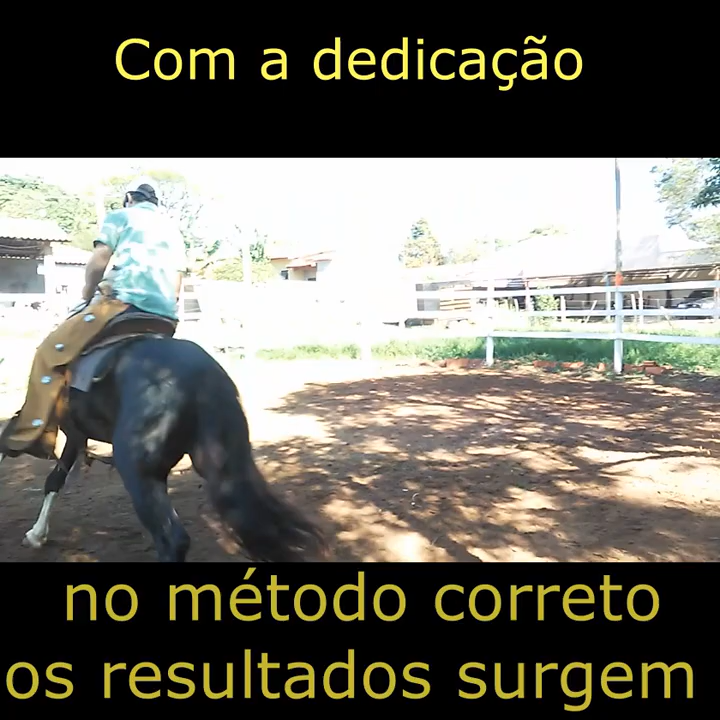 Com a dedicação
no método correto
os resultados surgem